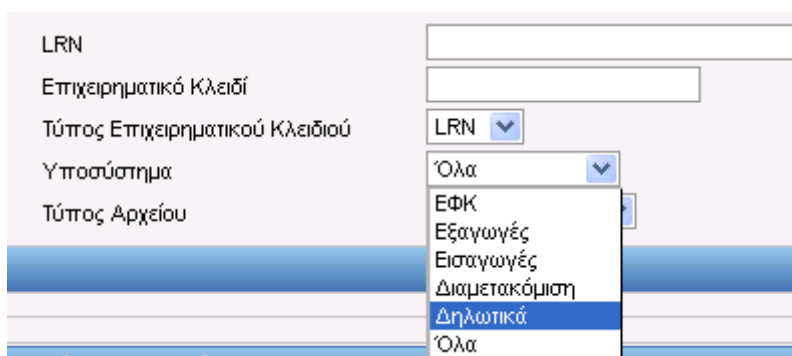 LRN
Επιχειρηματικό Κλειδί
Τύπος Επιχειρηματικού Κλειδιού LRN
Υποσύστημα Όλα
Τύπος Αρχείου
ΕΦΚ
Εξαγωγές
Εισαγωγές
Διαμετακόμιση
Δηλωτικά
Όλα